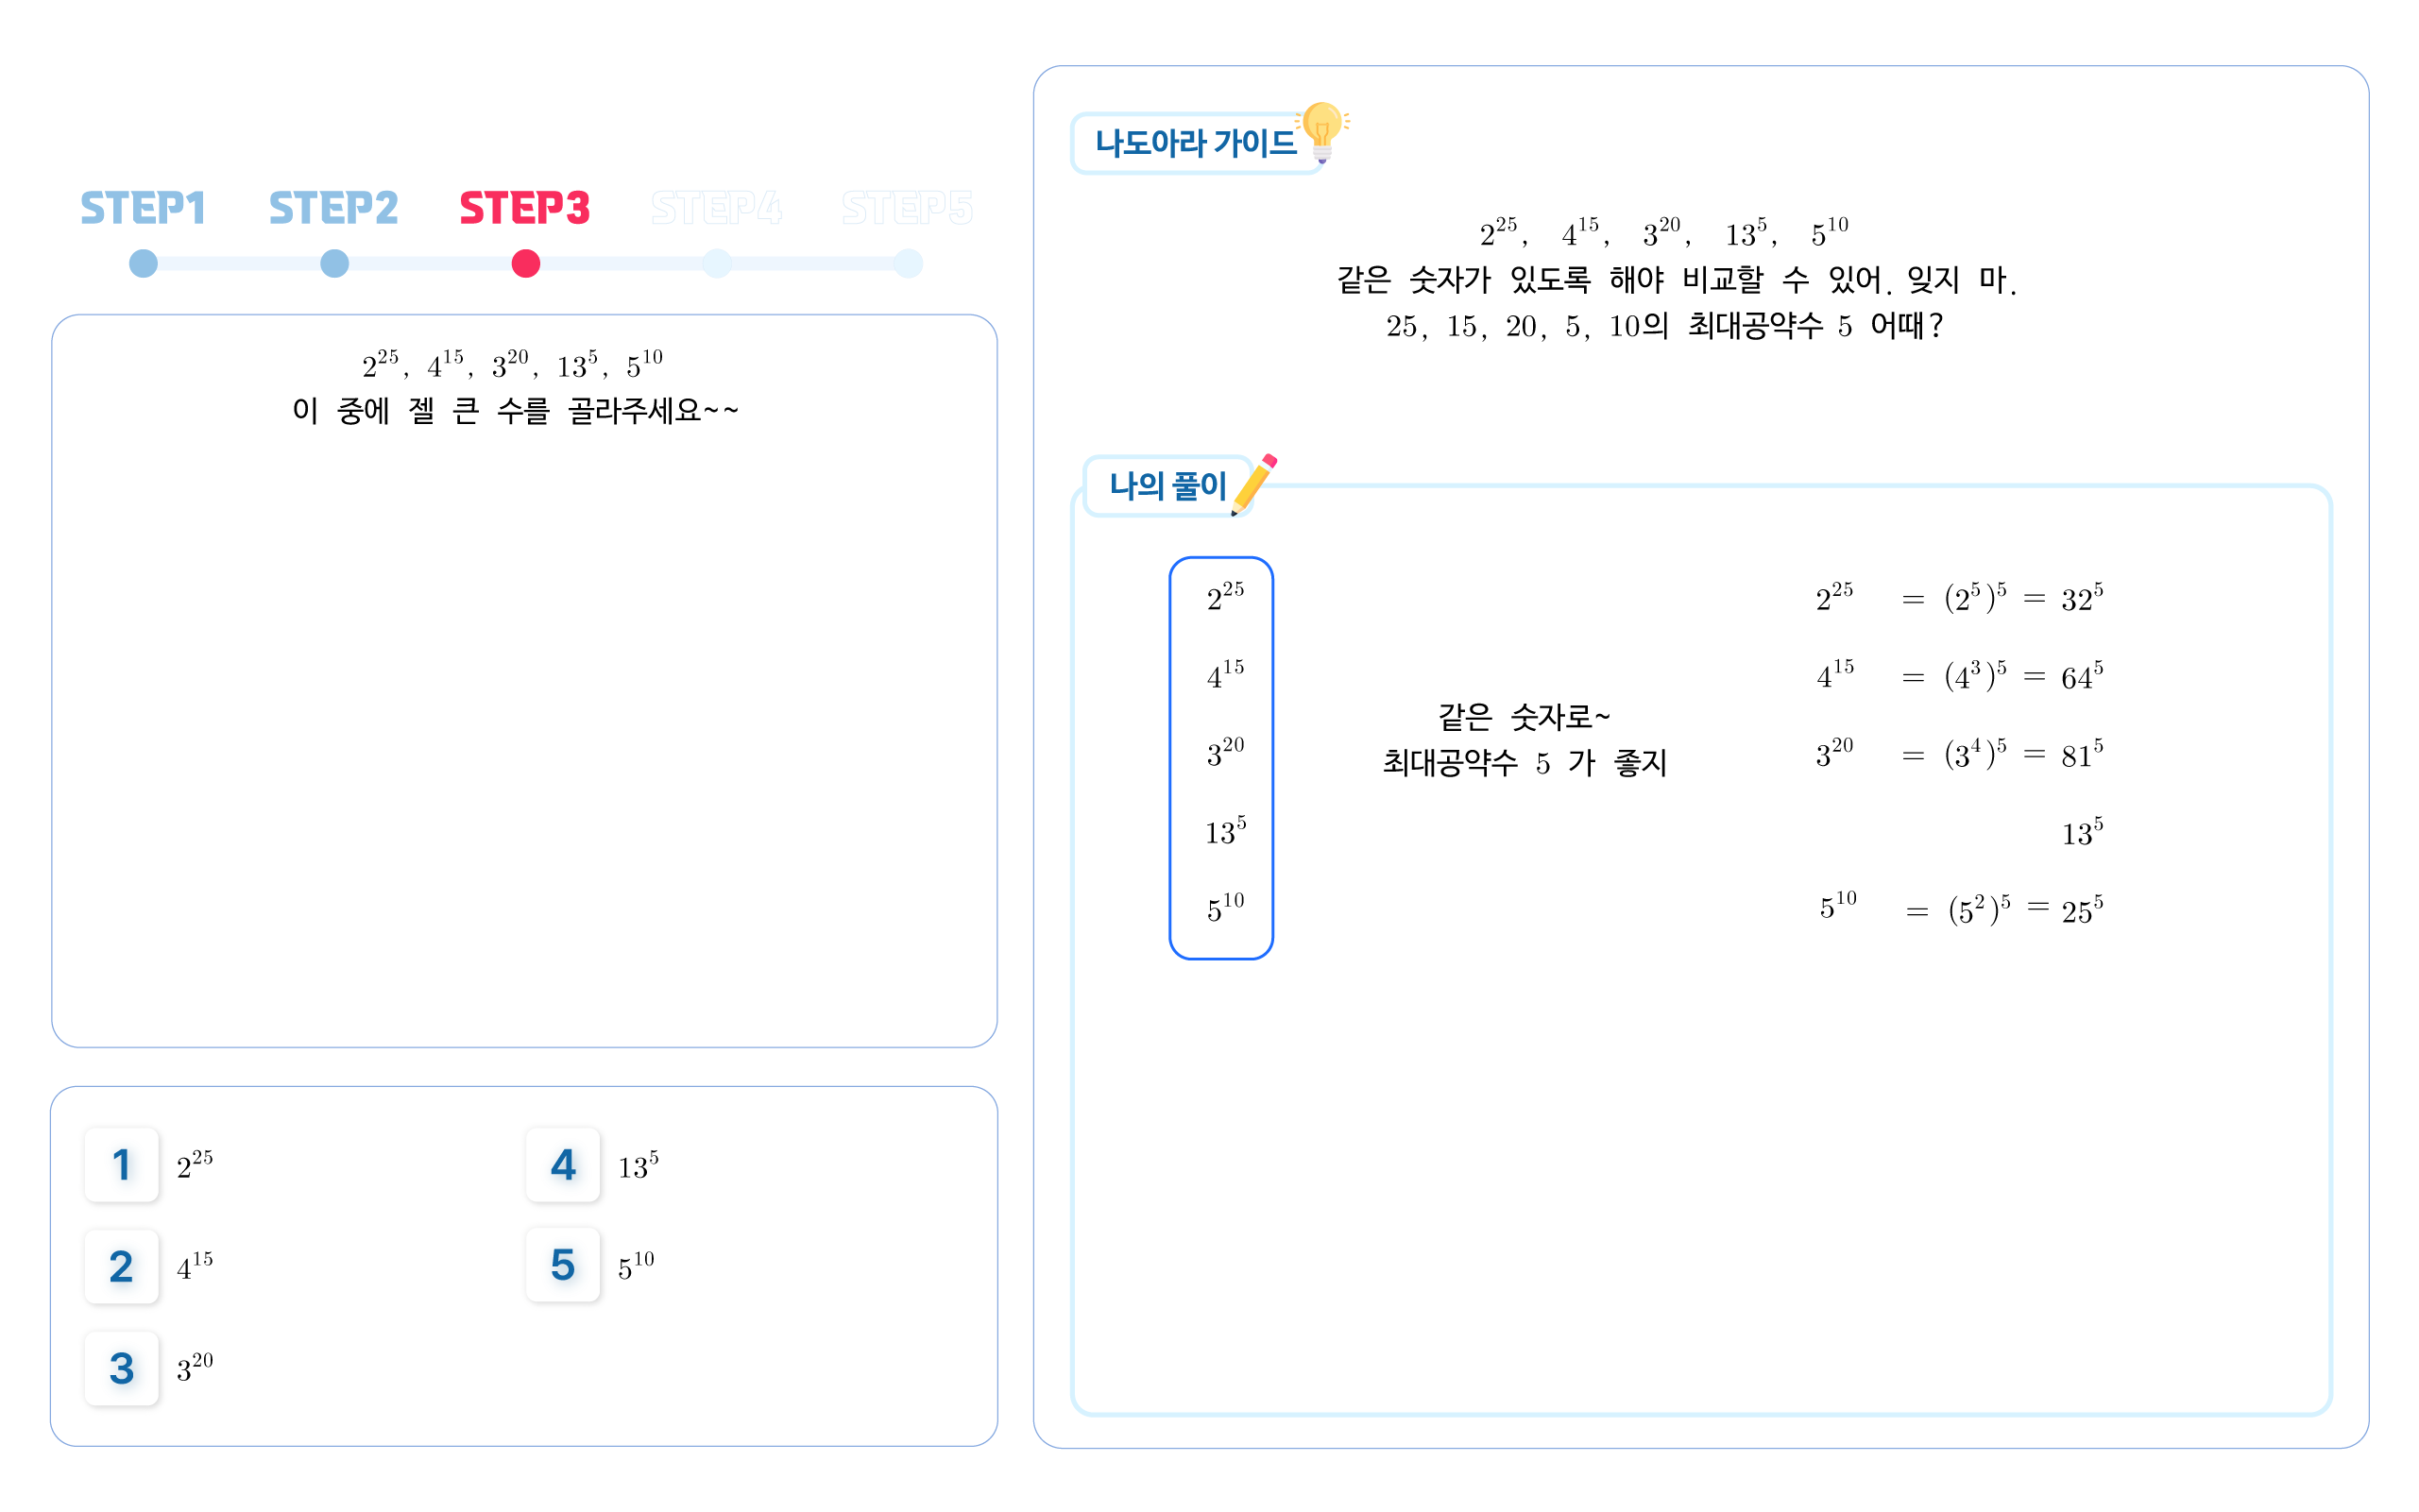 STEP1 STEP2 STEP3 STEP4 STEP5
2^25, 4^15, 3^20, 13^5, 5^10
이 중에 젤 큰 수를 골라주세요~~
1 2^25
2 4^15
3 3^20
4 13^5
5 5^10
나도아라 가이드
2^25, 4^15, 3^20, 13^5, 5^10
같은 숫자가 있도록 해야 비교할 수 있어. 잊지 마.
25, 15, 20, 5, 10의 최대공약수 5 어때?
나의 풀이
2^25
4^15
3^20
13^5
5^10
같은 숫자로~
최대공약수 5 가 좋지
2^25 = (2^5)^5 = 32^5
4^15 = (4^3)^5 = 64^5
3^20 = (3^4)^5 = 81^5
13^5
5^10 = (5^2)^5 = 25^5